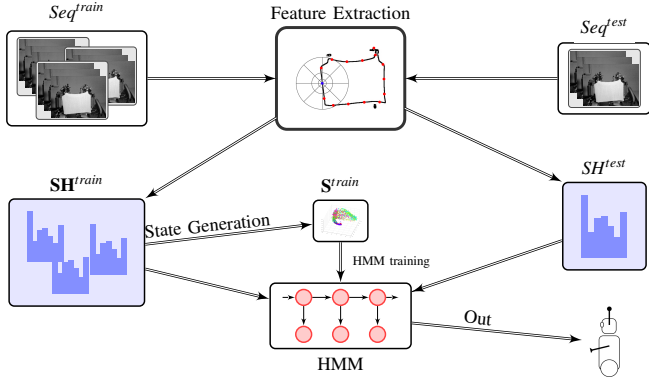 Seq^train
Feature Extraction
Seq^test
SH^train
S^train
SH^test
State Generation
HMM training
HMM
Out